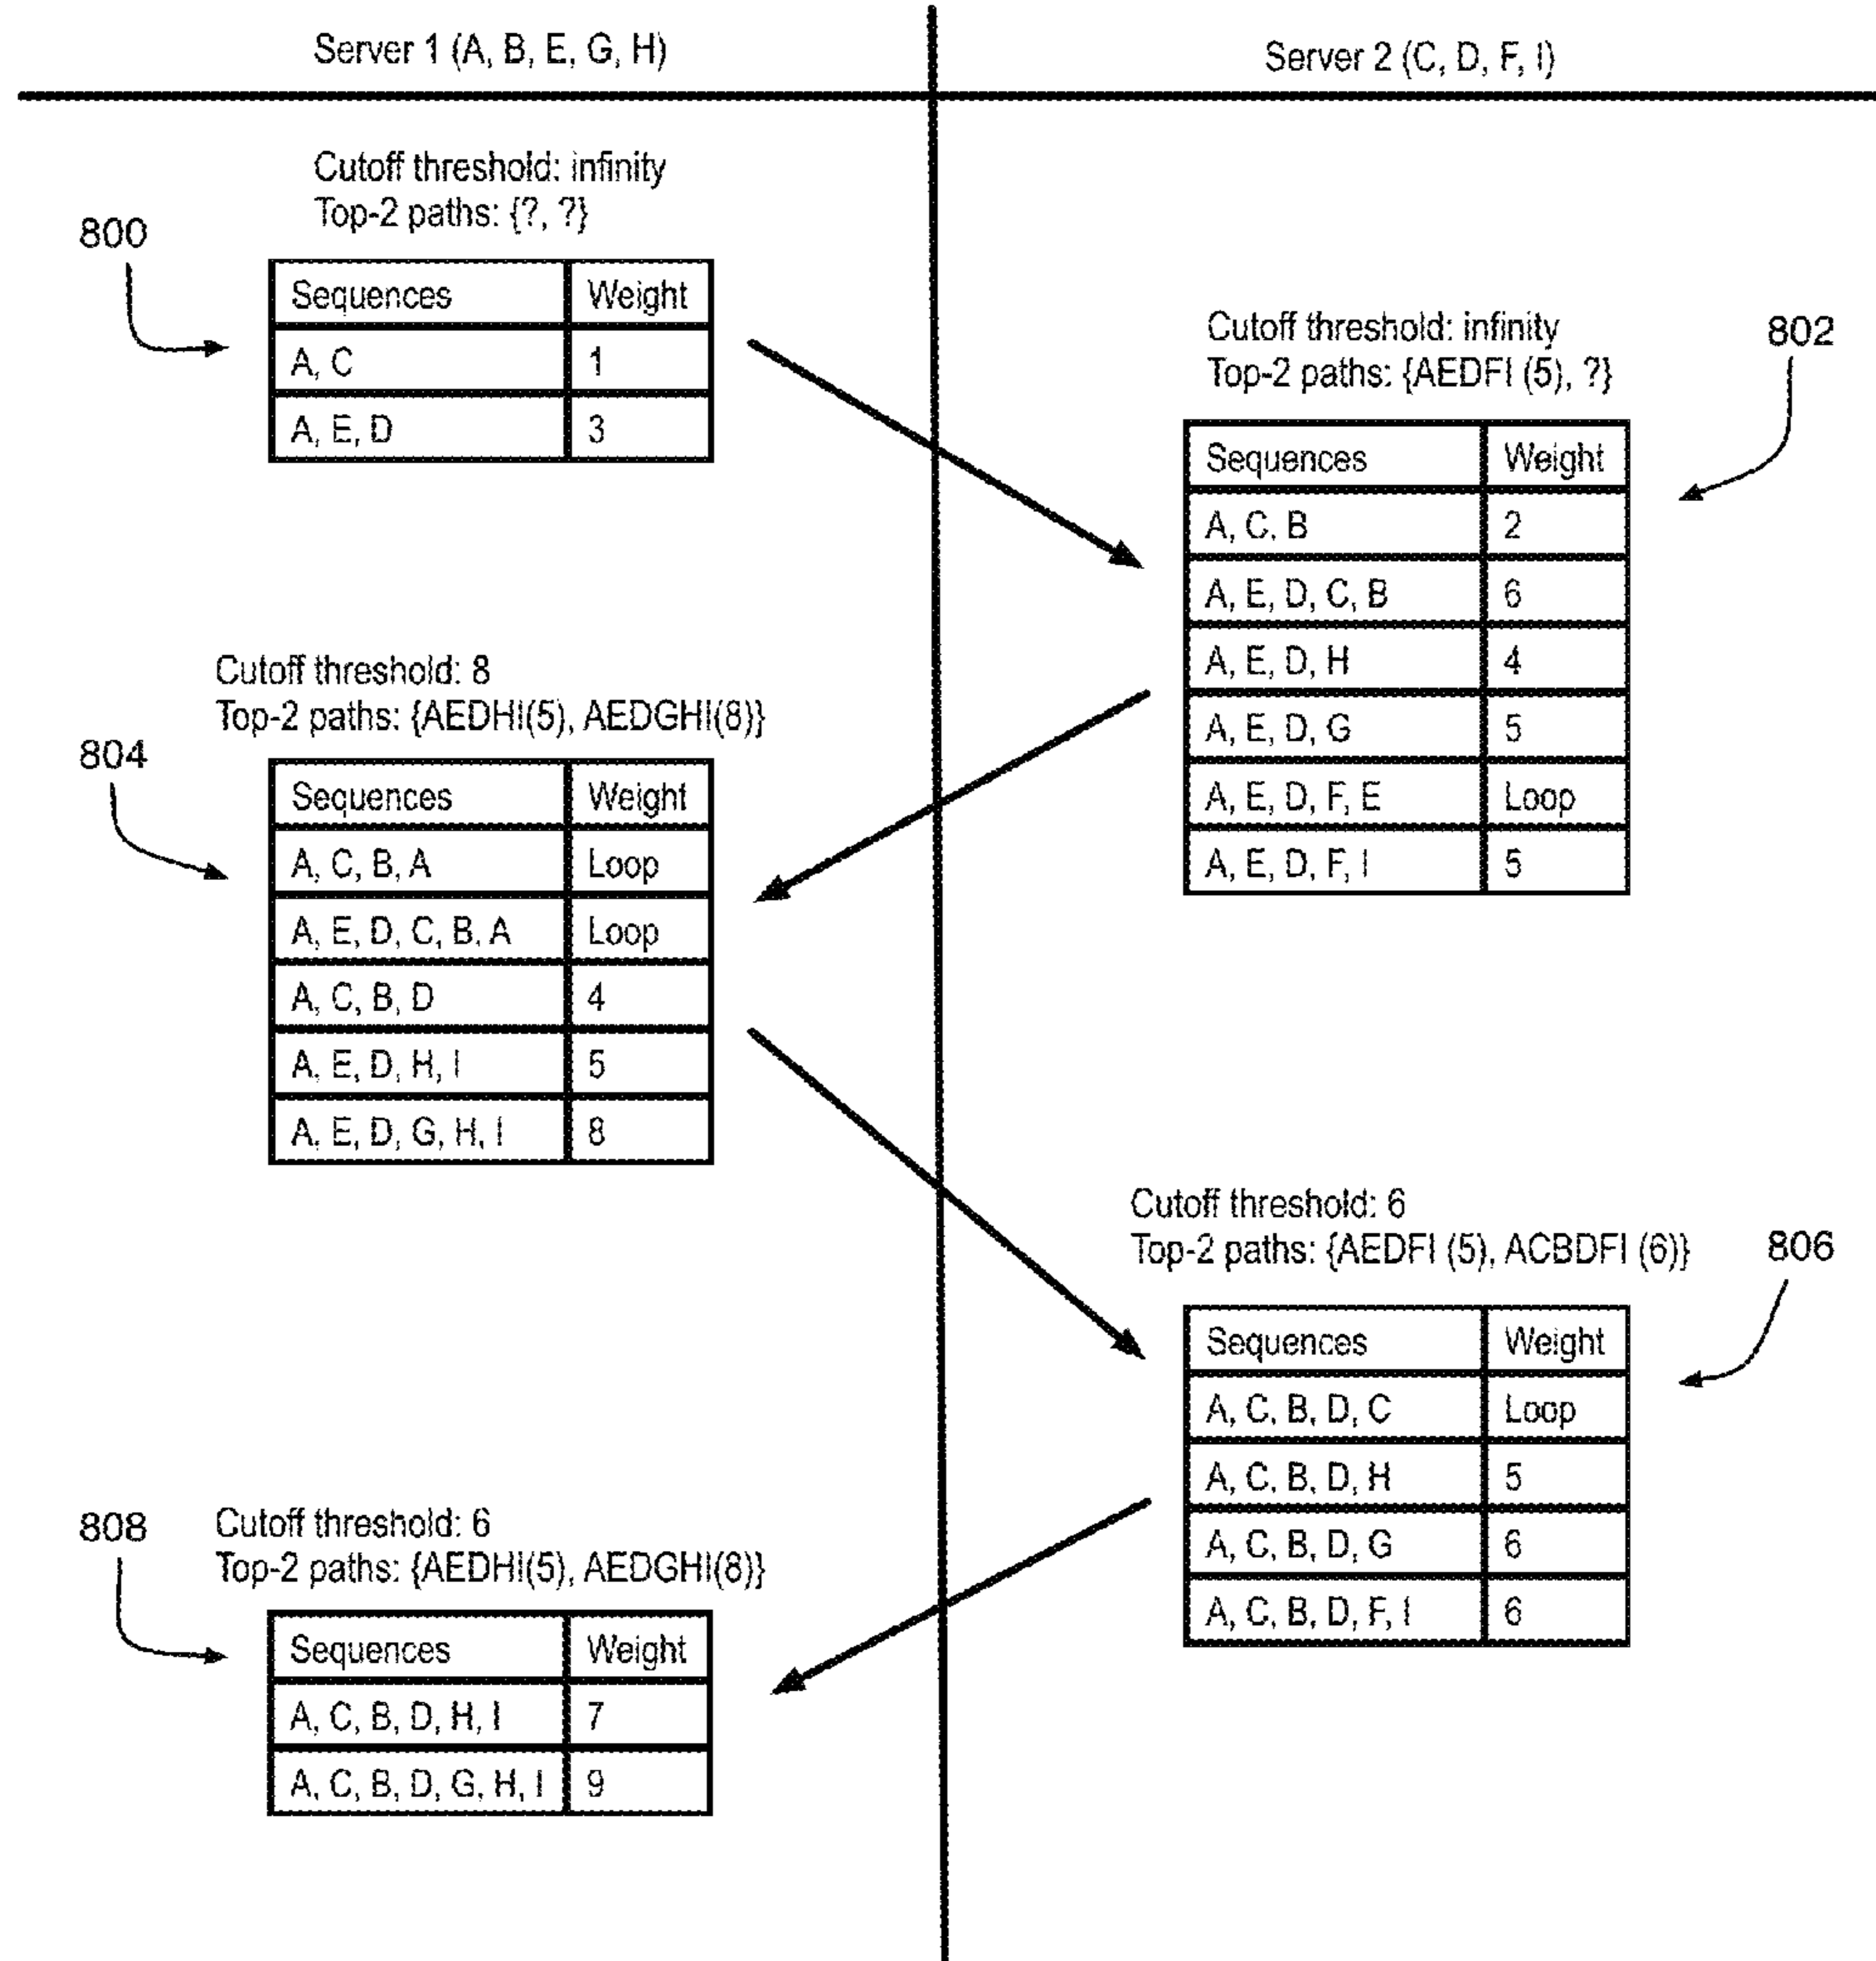 Server 1 (A, B, E, G, H)
Server 2 (C, D, F, I)
Cutoff threshold: infinity
Top-2 paths: {?, ?}
800
Sequences Weight
A, C 1
A, E, D 3
Cutoff threshold: infinity
Top-2 paths: {AEDFI (5), ?}
802
Sequences Weight
A, C, B 2
A, E, D, C, B 6
A, E, D, H 4
A, E, D, G 5
A, E, D, F, E Loop
A, E, D, F, I 5
Cutoff threshold: 8
Top-2 paths: {AEDHI(5), AEDGHI(8)}
804
Sequences Weight
A, C, B, A Loop
A, E, D, C, B, A Loop
A, C, B, D 4
A, E, D, H, I 5
A, E, D, G, H, I 8
Cutoff threshold: 6
Top-2 paths: {AEDFI (5), ACBDFI (6)}
806
Sequences Weight
A, C, B, D, C Loop
A, C, B, D, H 5
A, C, B, D, G 6
A, C, B, D, F, I 6
808
Cutoff threshold: 6
Top-2 paths: {AEDHI(5), AEDGHI(8)}
Sequences Weight
A, C, B, D, H, I 7
A, C, B, D, G, H, I 9